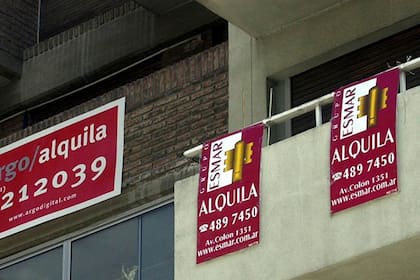 rgo/alquila
212039
www.argodigital.com
GRUPO
ESMAR
ALQUILA
489 7450
Av.Colon 1351
www.esmar.com.ar
GRUPO
ESMAR
ALQUILA
489 7450
Av.Colon 1351
www.esmar.com.ar